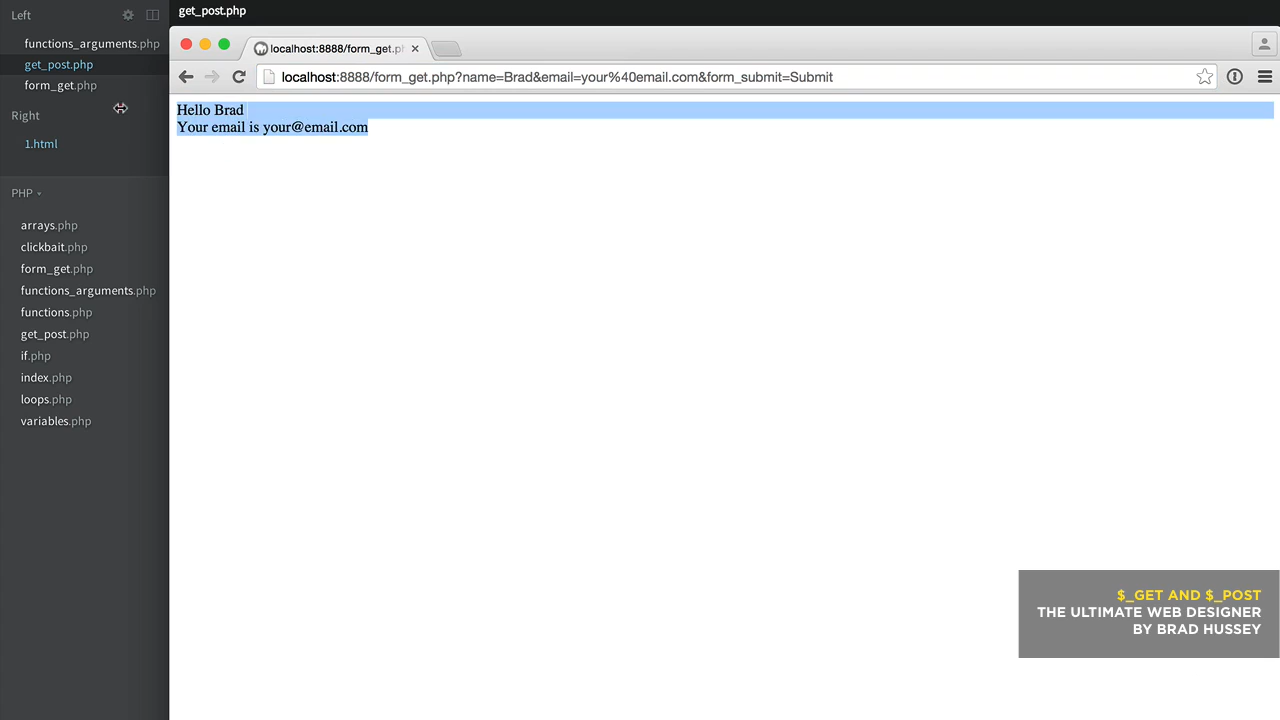 Left
functions_arguments.php
get_post.php
form_get.php
Right
1.html
PHP
arrays.php
clickbait.php
form_get.php
functions_arguments.php
functions.php
get_post.php
if.php
index.php
loops.php
variables.php
get_post.php
localhost:8888/form_get.ph
localhost:8888/form_get.php?name=Brad&email=your%40email.com&form_submit=Submit
Hello Brad
Your email is your@email.com
$_GET AND $_POST
THE ULTIMATE WEB DESIGNER
BY BRAD HUSSEY